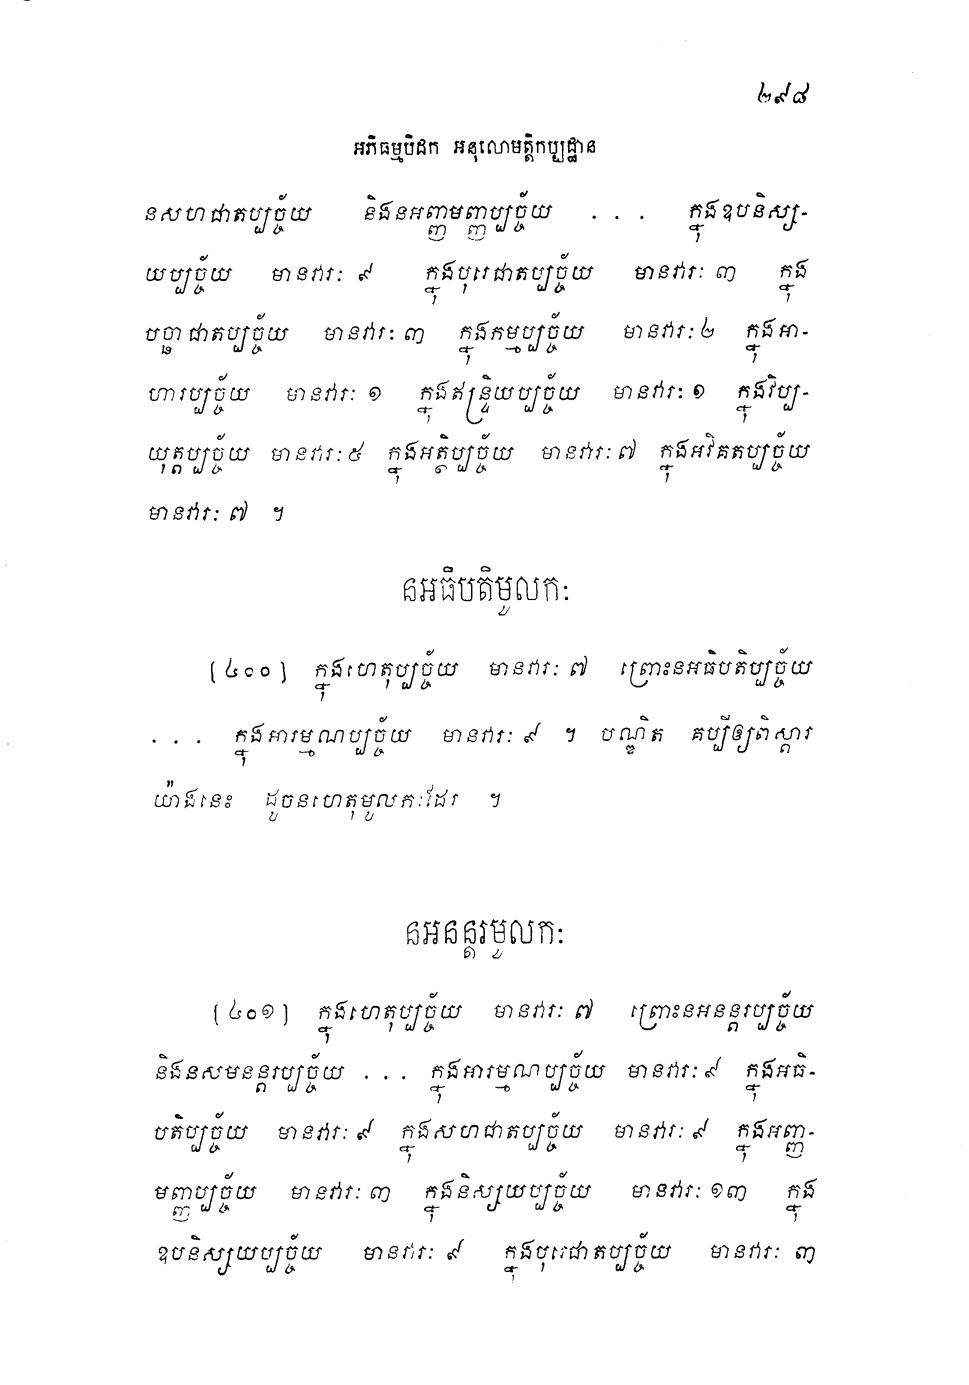 ២៩៨
អភិធម្មបិដក អនុលោមត្តិកប្បដ្ឋាន
នសហជាតប្បច្ច័យ និងនអញ្ញមញ្ញប្បច្ច័យ . . . ក្នុងឧបនិស្ស-
យប្បច្ច័យ មានវារៈ ៩ ក្នុងបុរេជាតប្បច្ច័យ មានវារៈ ៣ ក្នុង
បច្ឆាជាតប្បច្ច័យ មានវារៈ ៣ ក្នុងកម្មប្បច្ច័យ មានវារៈ ២ ក្នុងអា-
ហារប្បច្ច័យ មានវារៈ ១ ក្នុងឥន្ទ្រិយប្បច្ច័យ មានវារៈ ១ ក្នុងវិប្ប-
យុត្តប្បច្ច័យ មានវារៈ ៥ ក្នុងអត្ថិប្បច្ច័យ មានវារៈ ៧ ក្នុងអវិគតប្បច្ច័យ
មានវារៈ ៧ ។
នអធិបតិមូលកៈ
[៤០០] ក្នុងហេតុប្បច្ច័យ មានវារៈ ៧ ព្រោះនអធិបតិប្បច្ច័យ
. . . ក្នុងអារម្មណប្បច្ច័យ មានវារៈ ៩ ។ បណ្ឌិត គប្បីឲ្យពិស្តារ
យ៉ាងនេះ ដូចនហេតុមូលកៈដែរ ។
នអនន្តរមូលកៈ
[៤០១] ក្នុងហេតុប្បច្ច័យ មានវារៈ ៧ ព្រោះនអនន្តរប្បច្ច័យ
និងនសមនន្តរប្បច្ច័យ . . . ក្នុងអារម្មណប្បច្ច័យ មានវារៈ ៩ ក្នុងអធិ-
បតិប្បច្ច័យ មានវារៈ ៩ ក្នុងសហជាតប្បច្ច័យ មានវារៈ ៩ ក្នុងអញ្ញ-
មញ្ញប្បច្ច័យ មានវារៈ ៣ ក្នុងនិស្សយប្បច្ច័យ មានវារៈ ១៣ ក្នុង
ឧបនិស្សយប្បច្ច័យ មានវារៈ ៩ ក្នុងបុរេជាតប្បច្ច័យ មានវារៈ ៣